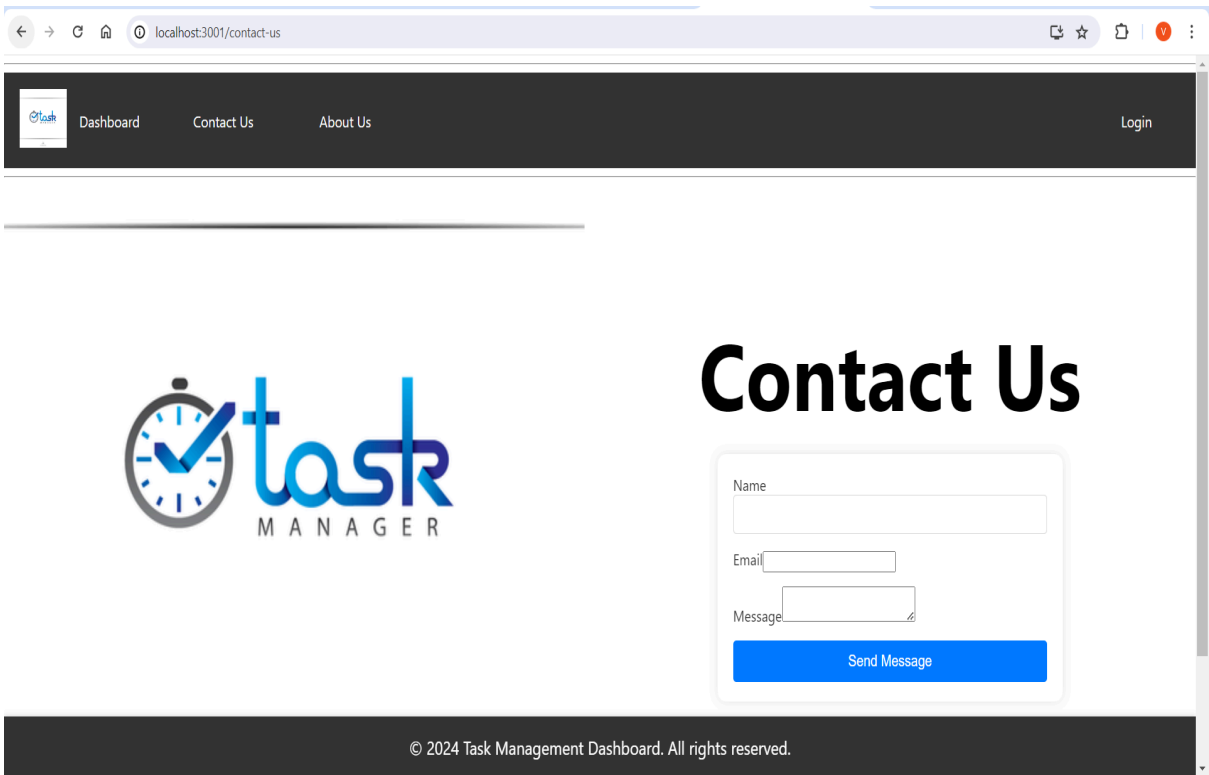 localhost:3001/contact-us
V
task
Dashboard
Contact Us
About Us
Login
task
MANAGER
Contact Us
Name
Email
Message
Send Message
© 2024 Task Management Dashboard. All rights reserved.